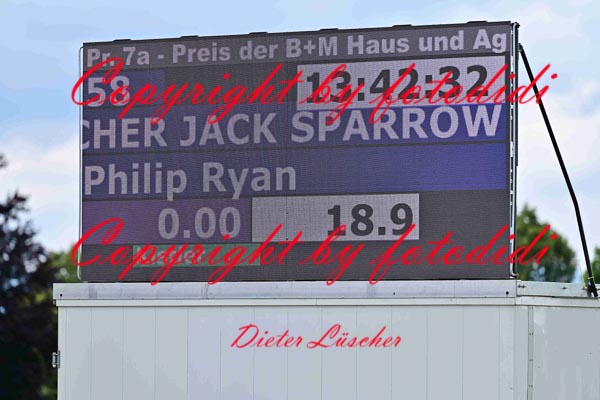 Pr. 7a - Preis der B+M Haus und Ag
58 13:42:32
Copyright by fotodidi
CHER JACK SPARROW
Philip Ryan
0.00 18.9
Copyright by fotodidi
Dieter Lüscher